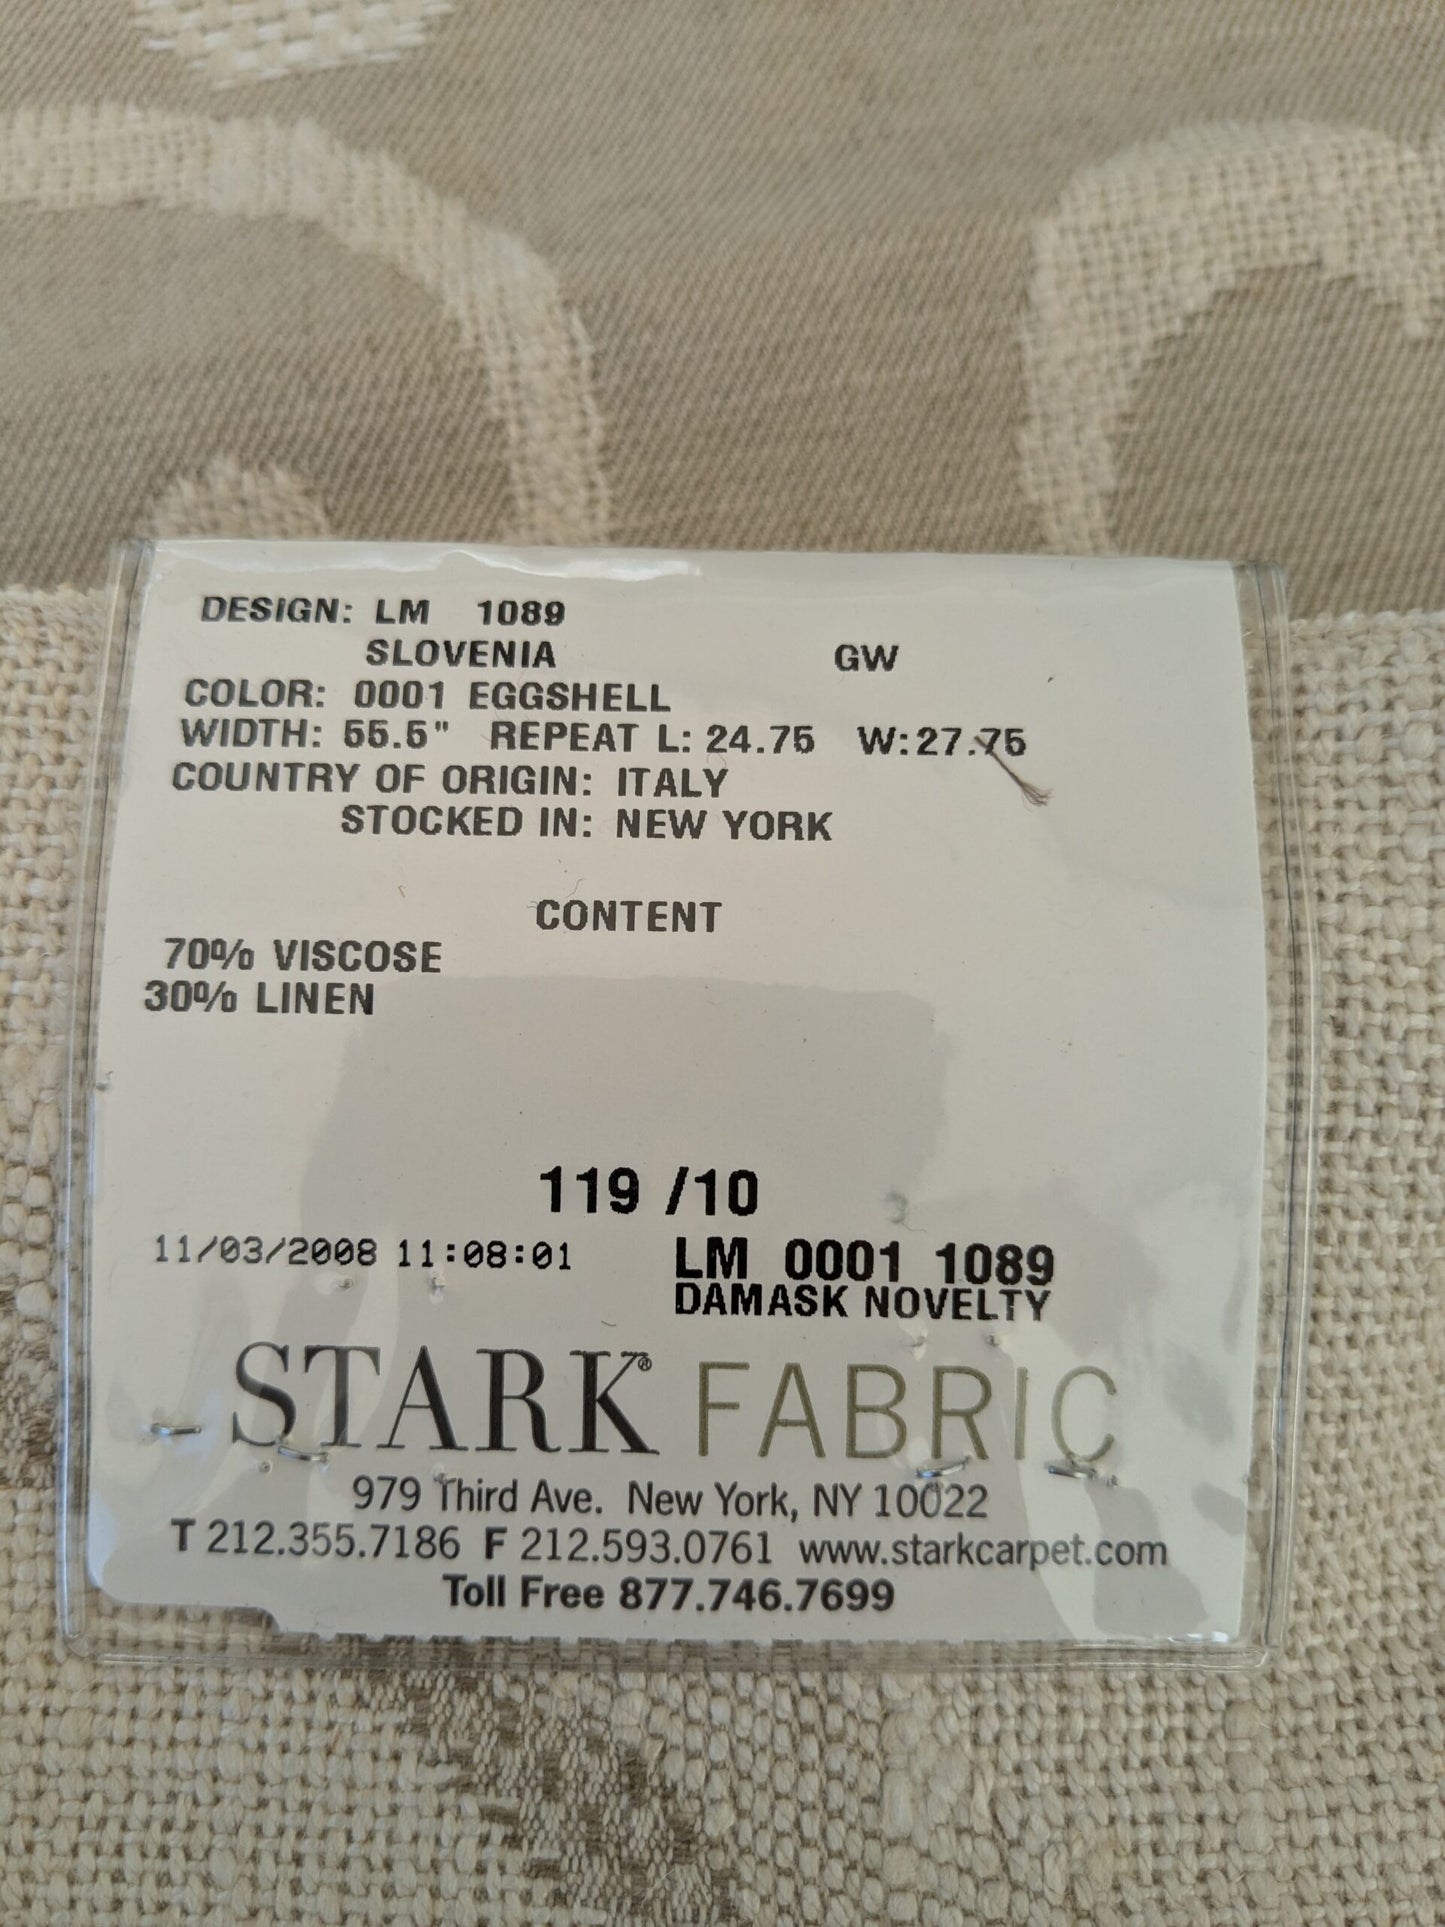 DESIGN: LM 1089
SLOVENIA GW
COLOR: 0001 EGGSHELL
WIDTH: 55.5" REPEAT L: 24.75 W:27.75
COUNTRY OF ORIGIN: ITALY
STOCKED IN: NEW YORK
CONTENT
70% VISCOSE
30% LINEN
119 /10
11/03/2008 11:08:01 LM 0001 1089
DAMASK NOVELTY
STARK® FABRIC
979 Third Ave. New York, NY 10022
T 212.355.7186 F 212.593.0761 www.starkcarpet.com
Toll Free 877.746.7699